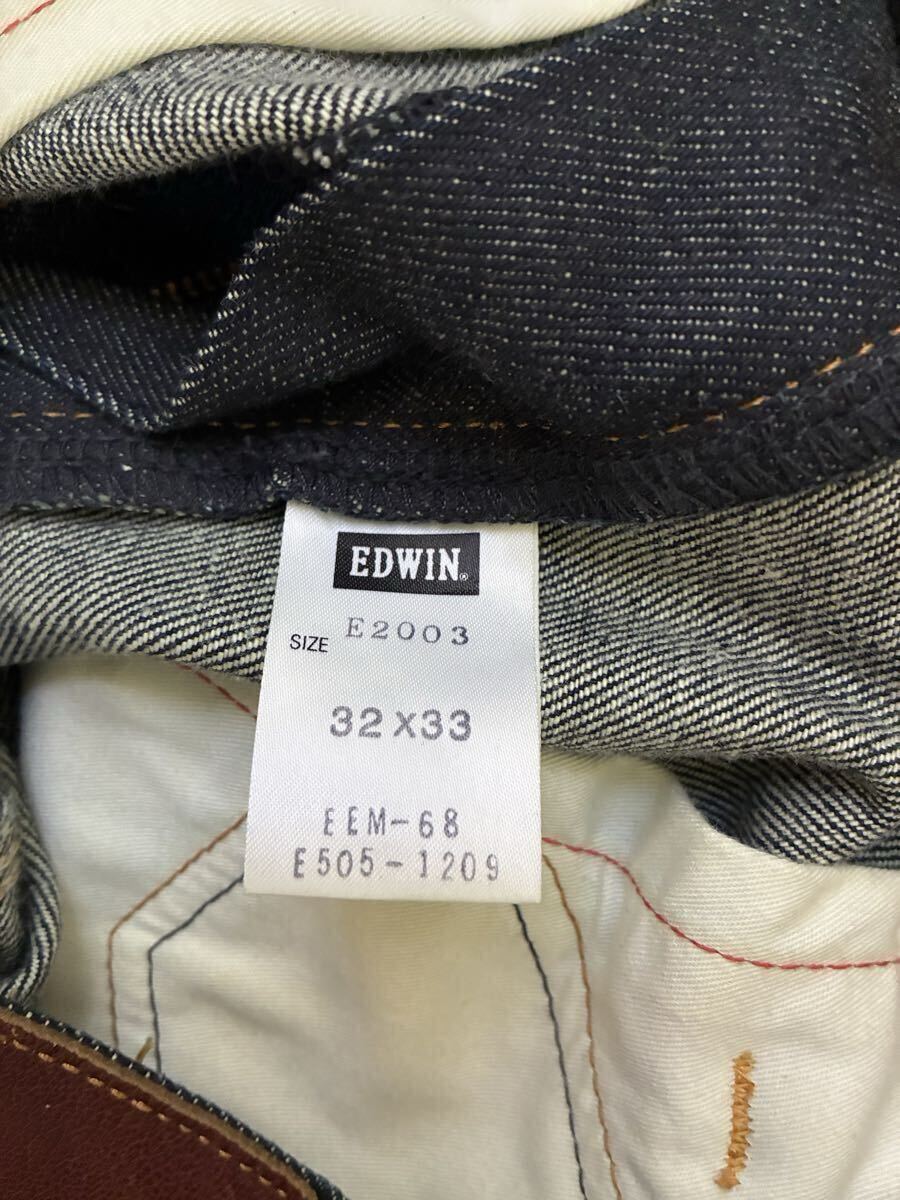 EDWIN®
SIZE E2003
32X33
EEM-68
E505-1209